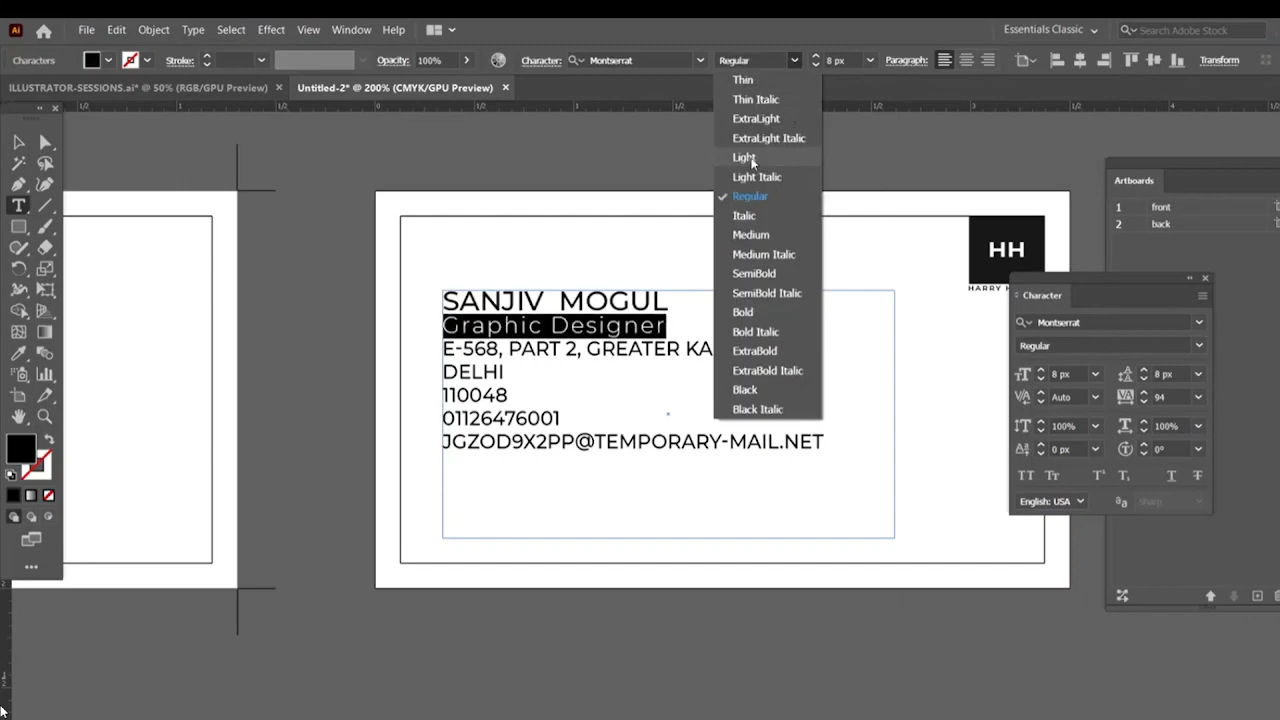 Ai File Edit Object Type Select Effect View Window Help Essentials Classic Search Adobe Stock
Characters Stroke: Opacity: 100% Character: Montserrat Regular 8 px Paragraph: Transform
ILLUSTRATOR-SESSIONS.ai* @ 50% (RGB/GPU Preview) × Untitled-2* @ 200% (CMYK/GPU Preview) ×
Thin
Thin Italic
ExtraLight
ExtraLight Italic
Light
Light Italic
Regular
Italic
Medium
Medium Italic
SemiBold
SemiBold Italic
Bold
Bold Italic
ExtraBold
ExtraBold Italic
Black
Black Italic
SANJIV MOGUL
Graphic Designer
E-568, PART 2, GREATER KA
DELHI
110048
01126476001
JGZOD9X2PP@TEMPORARY-MAIL.NET
HH
HARRY H
Artboards
1 front
2 back
Character
Montserrat
Regular
8 px 8 px
Auto 94
100% 100%
0 px 0°
English: USA Sharp